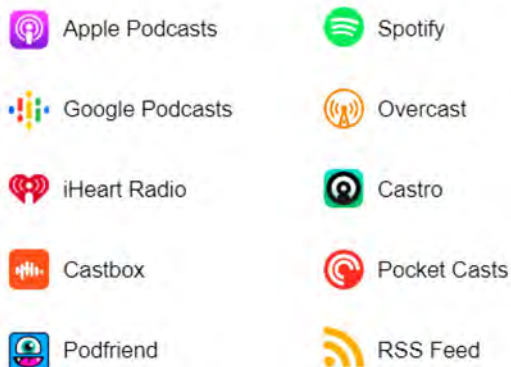 Apple Podcasts
Spotify
Google Podcasts
Overcast
iHeart Radio
Castro
Castbox
Pocket Casts
Podfriend
RSS Feed